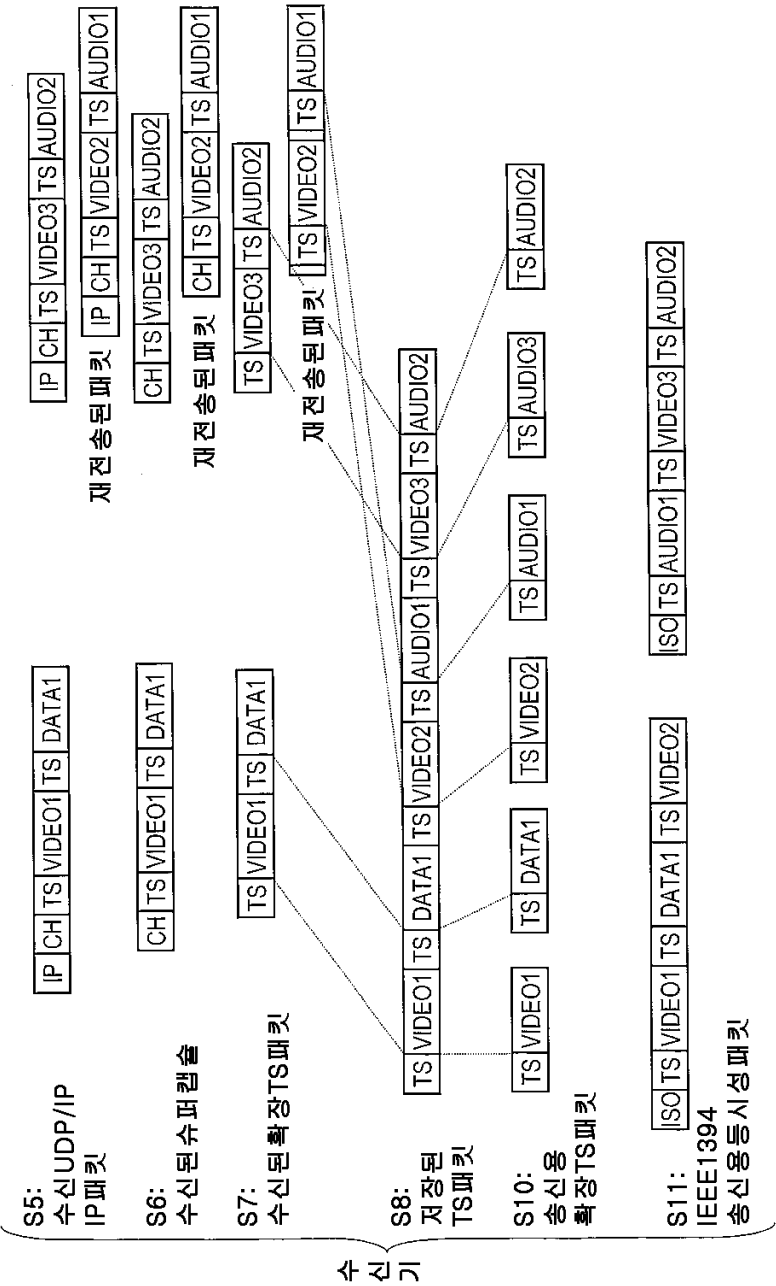 수신기
S5:
수신UDP/IP
IP패킷
IP CH TS VIDEO1 TS DATA1
IP CH TS VIDEO3 TS AUDIO2
재전송된패킷 IP CH TS VIDEO2 TS AUDIO1
S6:
수신된슈퍼캡슐
CH TS VIDEO1 TS DATA1
CH TS VIDEO3 TS AUDIO2
재전송된패킷 CH TS VIDEO2 TS AUDIO1
S7:
수신된확장TS패킷
TS VIDEO1 TS DATA1
TS VIDEO3 TS AUDIO2
재전송된패킷 TS VIDEO2 TS AUDIO1
S8:
저장된
TS패킷
TS VIDEO1 TS DATA1 TS VIDEO2 TS AUDIO1 TS VIDEO3 TS AUDIO2
S10:
송신용
확장TS패킷
TS VIDEO1 TS DATA1 TS VIDEO2 TS AUDIO1 TS AUDIO3 TS AUDIO2
S11:
IEEE1394
송신용등시성패킷
ISO TS VIDEO1 TS DATA1 TS VIDEO2
ISO TS AUDIO1 TS VIDEO3 TS AUDIO2